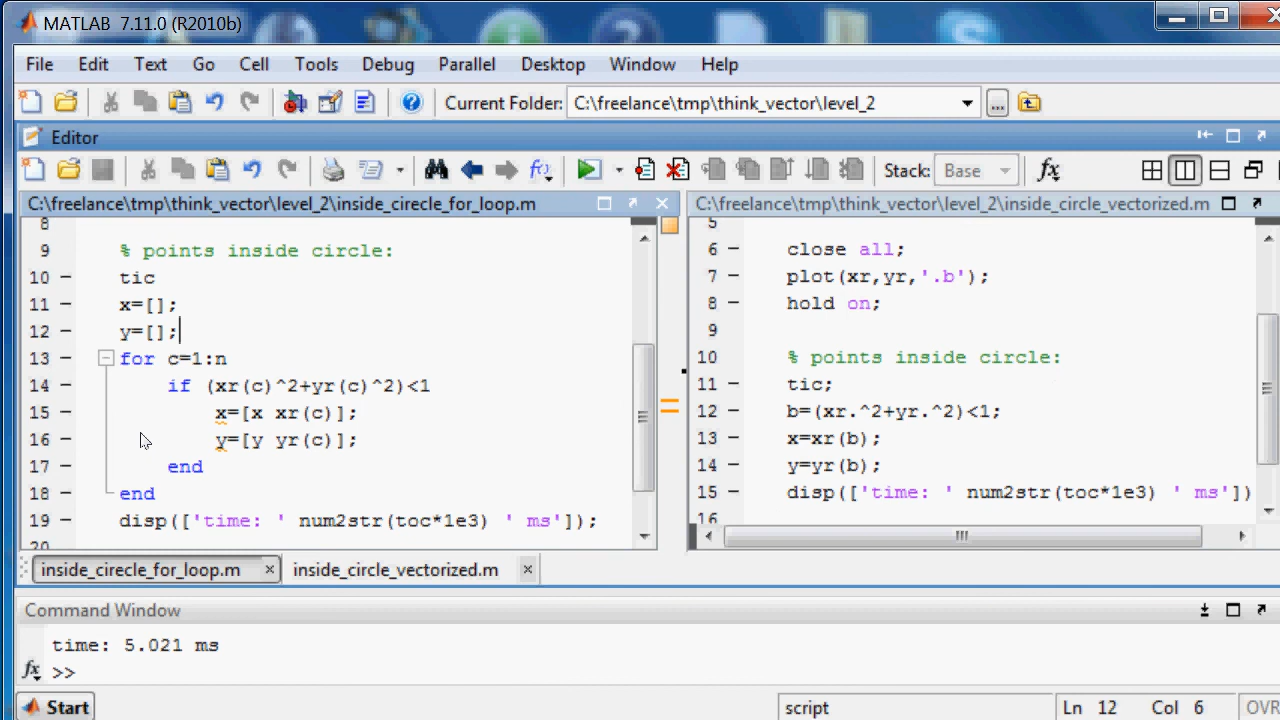 MATLAB 7.11.0 (R2010b)
File Edit Text Go Cell Tools Debug Parallel Desktop Window Help
Current Folder: C:\freelance\tmp\think_vector\level_2 ...
Editor
Stack: Base fx
C:\freelance\tmp\think_vector\level_2\inside_cirecle_for_loop.m
8
9 % points inside circle:
10 – tic
11 – x=[];
12 – y=[];
13 – for c=1:n
14 – if (xr(c)^2+yr(c)^2)<1
15 – x=[x xr(c)];
16 – y=[y yr(c)];
17 – end
18 – end
19 – disp(['time: ' num2str(toc*1e3) ' ms']);
20
C:\freelance\tmp\think_vector\level_2\inside_circle_vectorized.m
5
6 – close all;
7 – plot(xr,yr,'.b');
8 – hold on;
9
10 % points inside circle:
11 – tic;
12 – b=(xr.^2+yr.^2)<1;
13 – x=xr(b);
14 – y=yr(b);
15 – disp(['time: ' num2str(toc*1e3) ' ms'])
16
inside_cirecle_for_loop.m inside_circle_vectorized.m
Command Window
time: 5.021 ms
fx >>
Start script Ln 12 Col 6 OVR